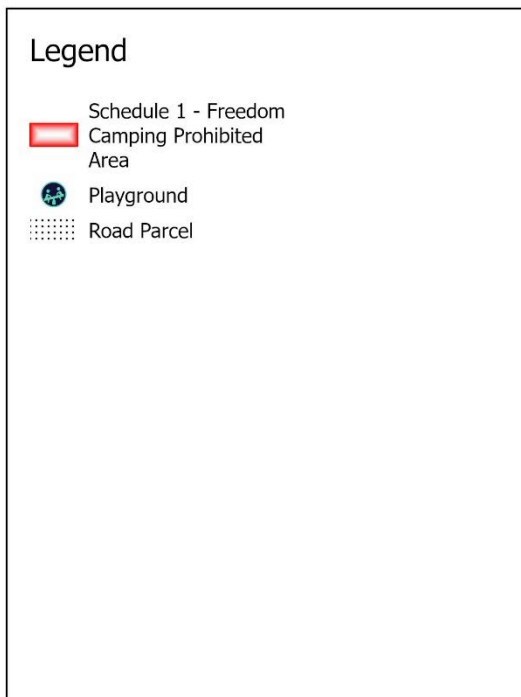 Legend
Schedule 1 - Freedom
Camping Prohibited
Area
Playground
Road Parcel